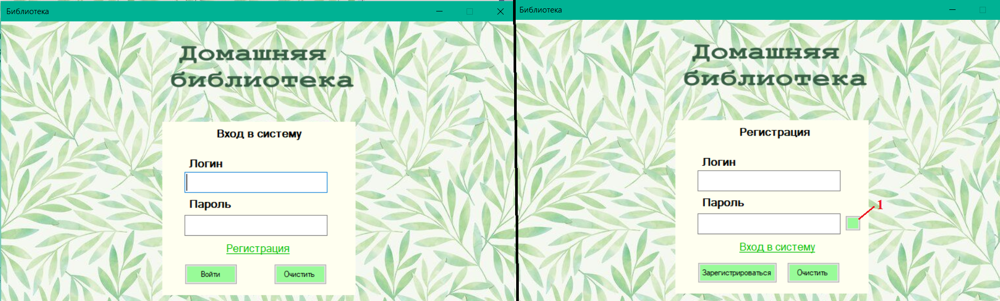 Библиотека
Домашняя
библиотека
Вход в систему
Логин
Пароль
Регистрация
Войти
Очистить
Библиотека
Домашняя
библиотека
Регистрация
Логин
Пароль
1
Вход в систему
Зарегистрироваться
Очистить